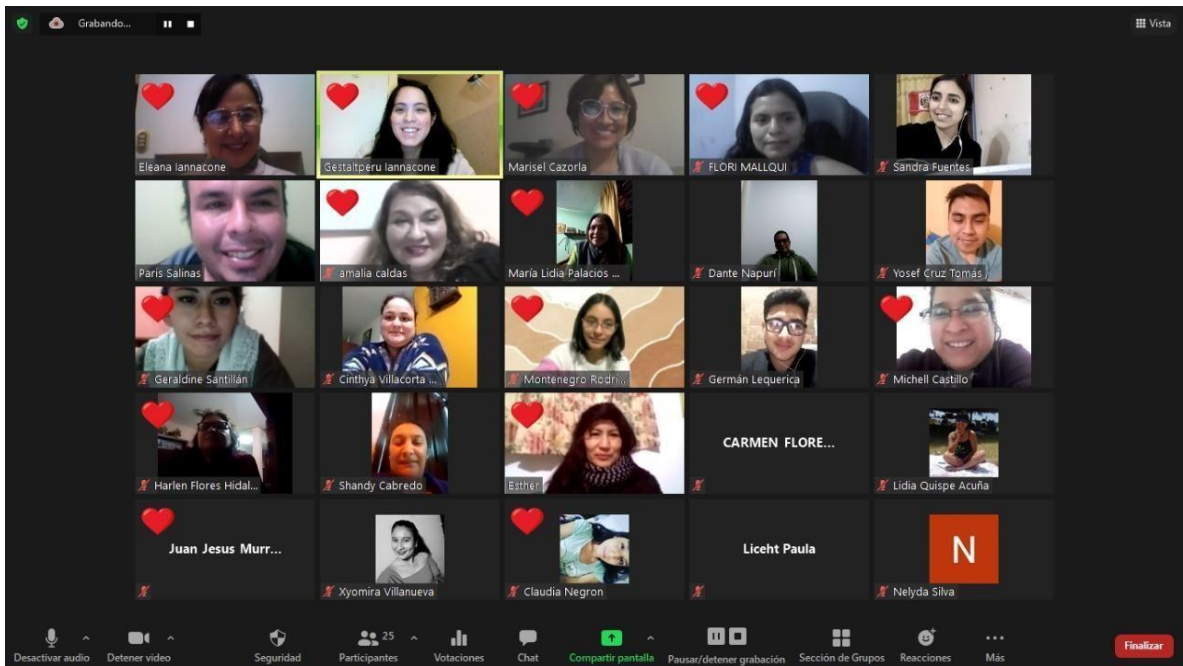 Grabando...
Vista
Eleana Iannacone
Gestaltperu Iannacone
Marisel Cazorla
FLORI MALLQUI
Sandra Fuentes
Paris Salinas
amalia caldas
María Lidia Palacios ...
Dante Napurí
Yosef Cruz Tomás
Geraldine Santillán
Cinthya Villacorta ...
Montenegro Rodri...
Germán Lequerica
Michell Castillo
Harlen Flores Hidal...
Shandy Cabredo
Esther
CARMEN FLORE...
Lidia Quispe Acuña
Juan Jesus Murr...
Xyomira Villanueva
Claudia Negron
Liceht Paula
N
Nelyda Silva
Desactivar audio
Detener video
Seguridad
25
Participantes
Votaciones
Chat
Compartir pantalla
Pausar/detener grabación
Sección de Grupos
Reacciones
Más
Finalizar